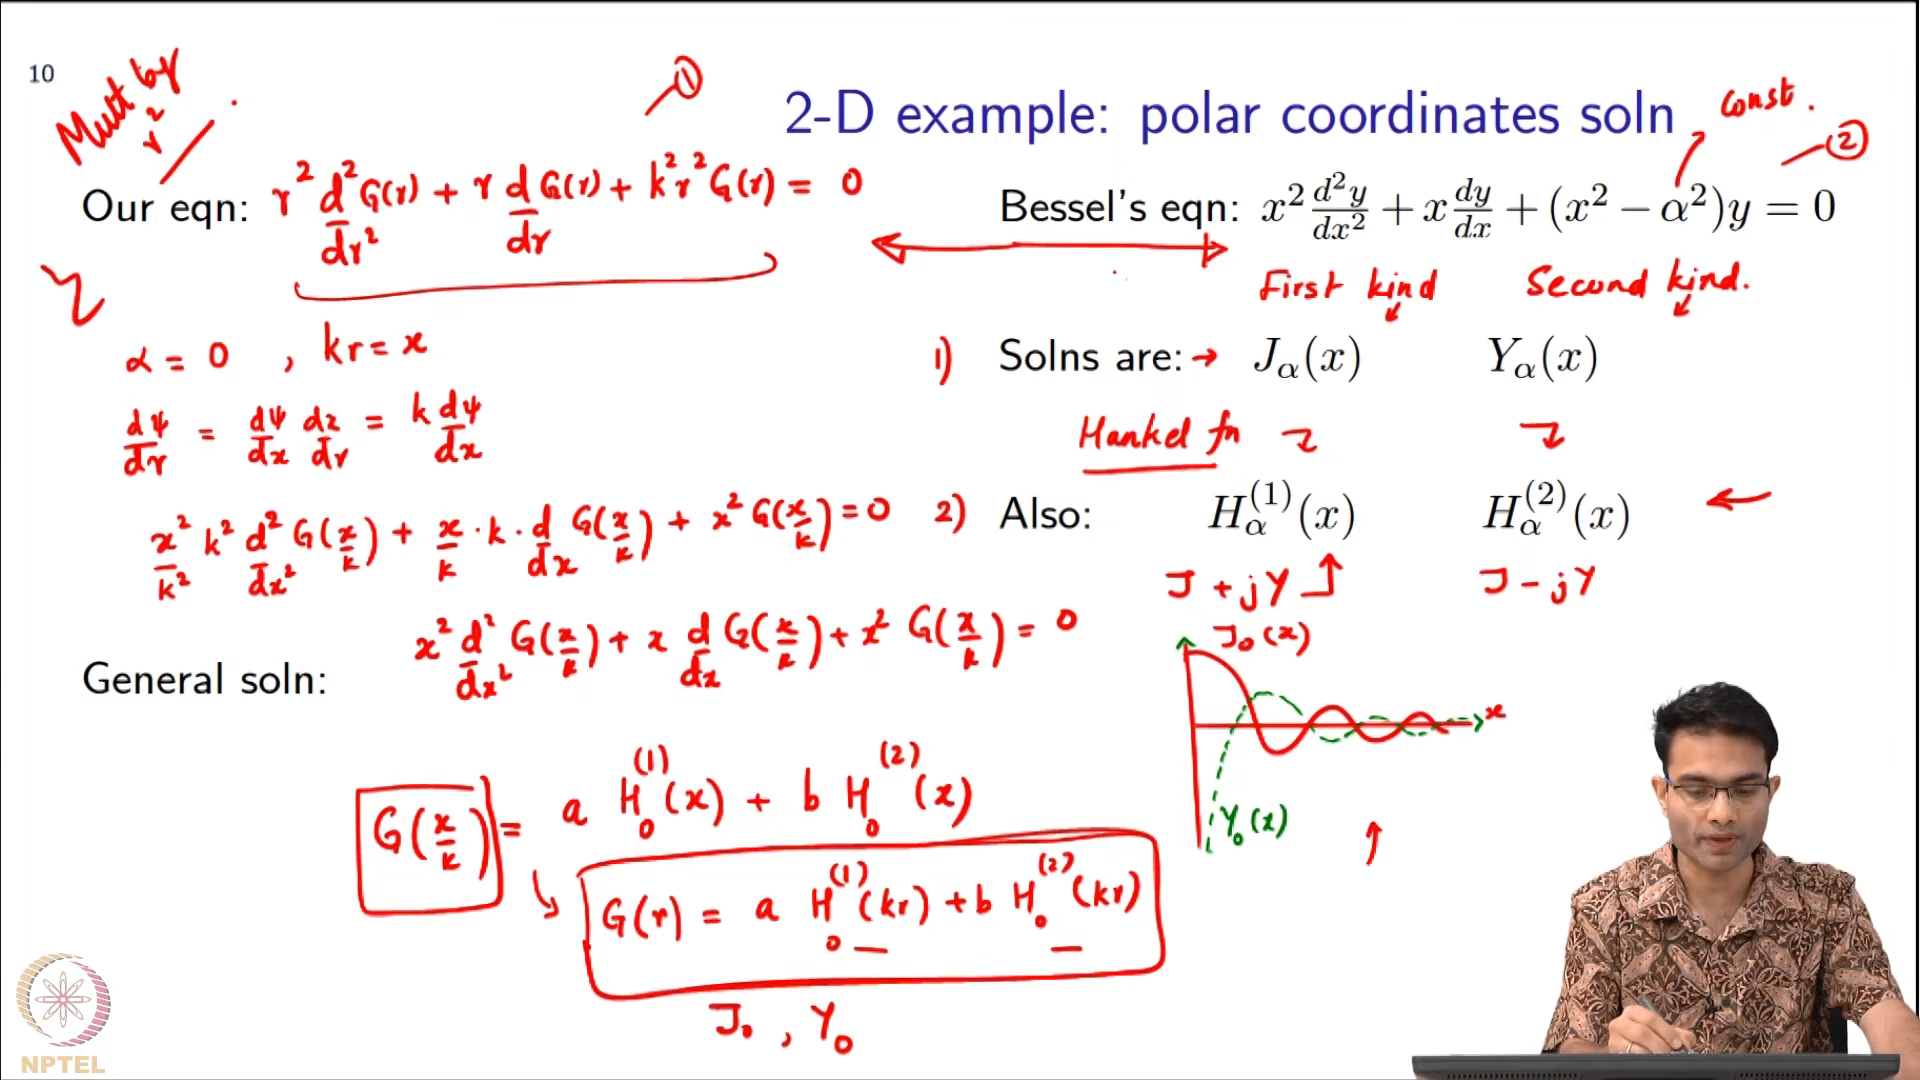 10
Mult by r²
①
2-D example: polar coordinates soln
const.
②
Our eqn: r² d²/dr² G(r) + r d/dr G(r) + k²r² G(r) = 0
Bessel's eqn: x² d²y/dx² + x dy/dx + (x² − α²)y = 0
First kind Second kind.
α = 0 , kr = x
1) Solns are: → Jα(x) Yα(x)
dψ/dr = dψ/dx dx/dr = k dψ/dx
Hankel fn
x²/k² k² d²/dx² G(x/k) + x/k · k · d/dx G(x/k) + x² G(x/k) = 0
2) Also: Hα⁽¹⁾(x) Hα⁽²⁾(x) ←
J + jY J − jY
x² d²/dx² G(x/k) + x d/dx G(x/k) + x² G(x/k) = 0
General soln:
J₀(x)
x
Y₀(x)
G(x/k) = a H₀⁽¹⁾(x) + b H₀⁽²⁾(x)
G(r) = a H₀⁽¹⁾(kr) + b H₀⁽²⁾(kr)
J₀ , Y₀
NPTEL